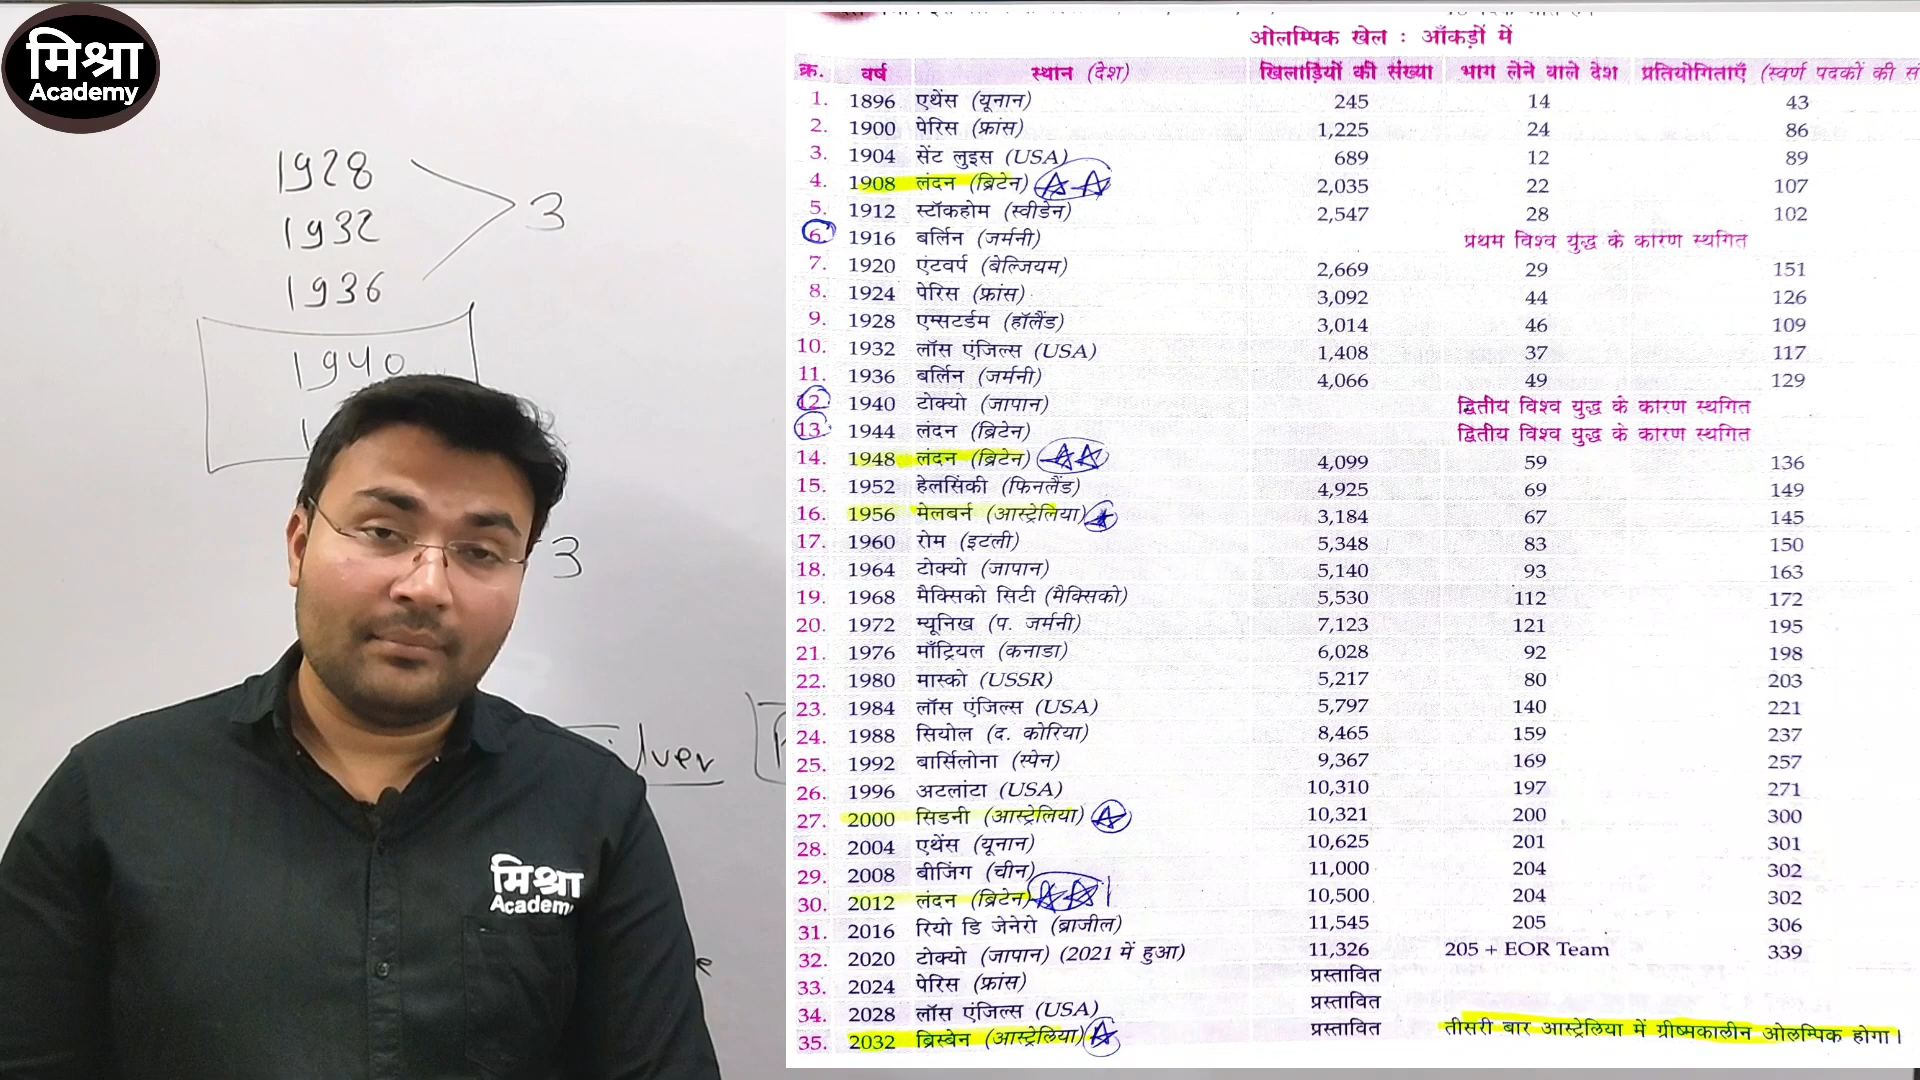 मिश्रा
Academy
1928
1932
1936
3
1940
3
मिश्रा
Academy
ओलम्पिक खेल : आँकड़ों में
क्र. वर्ष स्थान (देश) खिलाड़ियों की संख्या भाग लेने वाले देश प्रतियोगिताएँ (स्वर्ण पदकों की
1. 1896 एथेंस (यूनान) 245 14 43
2. 1900 पेरिस (फ्रांस) 1,225 24 86
3. 1904 सेंट लुइस (USA) 689 12 89
4. 1908 लंदन (ब्रिटेन) 2,035 22 107
5. 1912 स्टॉकहोम (स्वीडेन) 2,547 28 102
6. 1916 बर्लिन (जर्मनी) प्रथम विश्व युद्ध के कारण स्थगित
7. 1920 एंटवर्प (बेल्जियम) 2,669 29 151
8. 1924 पेरिस (फ्रांस) 3,092 44 126
9. 1928 एम्सटर्डम (हॉलैंड) 3,014 46 109
10. 1932 लॉस एंजिल्स (USA) 1,408 37 117
11. 1936 बर्लिन (जर्मनी) 4,066 49 129
12. 1940 टोक्यो (जापान) द्वितीय विश्व युद्ध के कारण स्थगित
13. 1944 लंदन (ब्रिटेन) द्वितीय विश्व युद्ध के कारण स्थगित
14. 1948 लंदन (ब्रिटेन) 4,099 59 136
15. 1952 हेलसिंकी (फिनलैंड) 4,925 69 149
16. 1956 मेलबर्न (आस्ट्रेलिया) 3,184 67 145
17. 1960 रोम (इटली) 5,348 83 150
18. 1964 टोक्यो (जापान) 5,140 93 163
19. 1968 मैक्सिको सिटी (मैक्सिको) 5,530 112 172
20. 1972 म्यूनिख (प. जर्मनी) 7,123 121 195
21. 1976 मॉंट्रियल (कनाडा) 6,028 92 198
22. 1980 मास्को (USSR) 5,217 80 203
23. 1984 लॉस एंजिल्स (USA) 5,797 140 221
24. 1988 सियोल (द. कोरिया) 8,465 159 237
25. 1992 बार्सिलोना (स्पेन) 9,367 169 257
26. 1996 अटलांटा (USA) 10,310 197 271
27. 2000 सिडनी (आस्ट्रेलिया) 10,321 200 300
28. 2004 एथेंस (यूनान) 10,625 201 301
29. 2008 बीजिंग (चीन) 11,000 204 302
30. 2012 लंदन (ब्रिटेन) 10,500 204 302
31. 2016 रियो डि जेनेरो (ब्राजील) 11,545 205 306
32. 2020 टोक्यो (जापान) (2021 में हुआ) 11,326 205 + EOR Team 339
33. 2024 पेरिस (फ्रांस) प्रस्तावित
34. 2028 लॉस एंजिल्स (USA) प्रस्तावित
35. 2032 ब्रिस्बेन (आस्ट्रेलिया) प्रस्तावित तीसरी बार आस्ट्रेलिया में ग्रीष्मकालीन ओलम्पिक होगा।